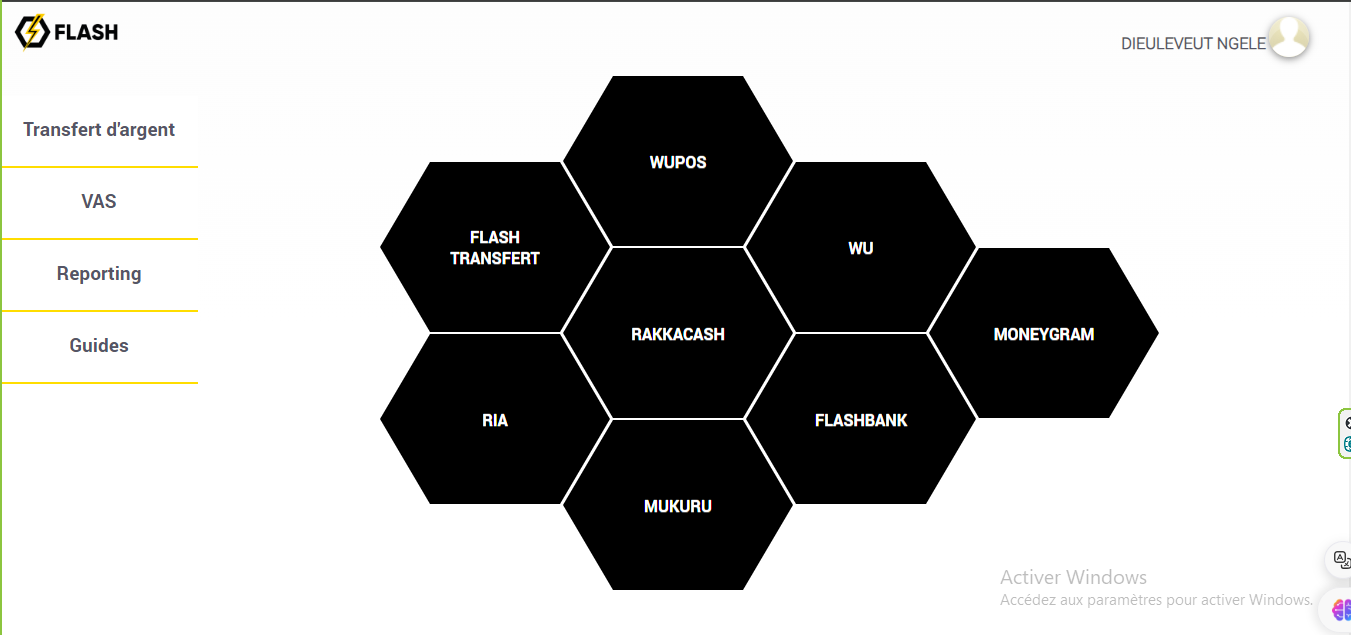 FLASH
DIEULEVEUT NGELE
Transfert d'argent
VAS
Reporting
Guides
WUPOS
FLASH
TRANSFERT
WU
RAKKACASH
MONEYGRAM
RIA
FLASHBANK
MUKURU
Activer Windows
Accédez aux paramètres pour activer Windows.